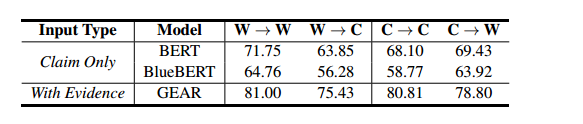 Input Type Model W → W W → C C → C C → W
Claim Only BERT 71.75 63.85 68.10 69.43
BlueBERT 64.76 56.28 58.77 63.92
With Evidence GEAR 81.00 75.43 80.81 78.80